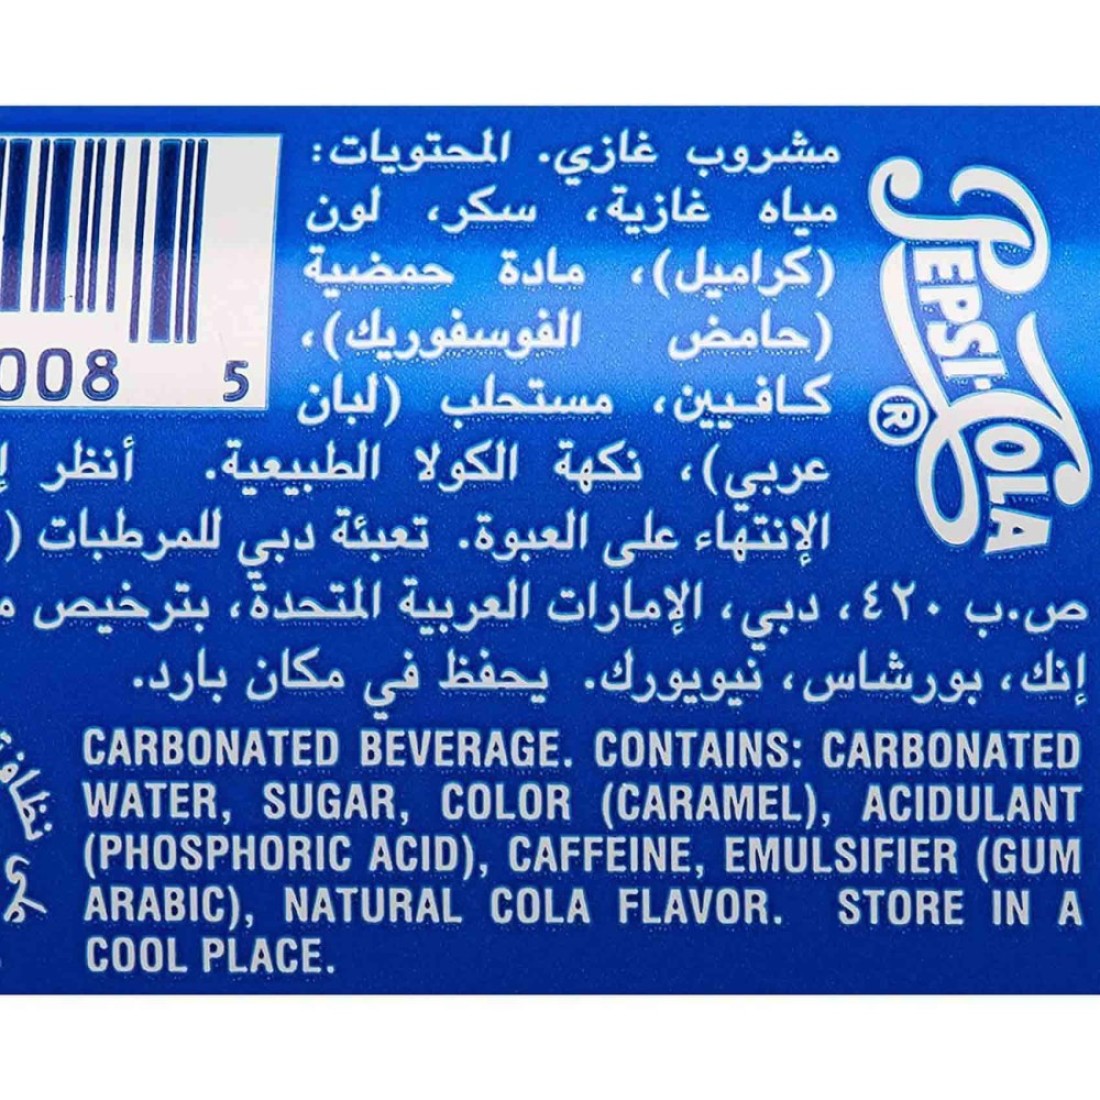 مشروب غازي. المحتويات:
مياه غازية، سكر، لون
(كراميل)، مادة حمضية
(حامض الفوسفوريك)،
كافيين، مستحلب (لبان
عربي)، نكهة الكولا الطبيعية. أنظر
الإنتهاء على العبوة. تعبئة دبي للمرطبات (
ص.ب ٤٢٠، دبي، الإمارات العربية المتحدة، بترخيص
إنك، بورشاس، نيويورك. يحفظ في مكان بارد.
PEPSI-COLA ®
008 5
CARBONATED BEVERAGE. CONTAINS: CARBONATED
WATER, SUGAR, COLOR (CARAMEL), ACIDULANT
(PHOSPHORIC ACID), CAFFEINE, EMULSIFIER (GUM
ARABIC), NATURAL COLA FLAVOR. STORE IN A
COOL PLACE.